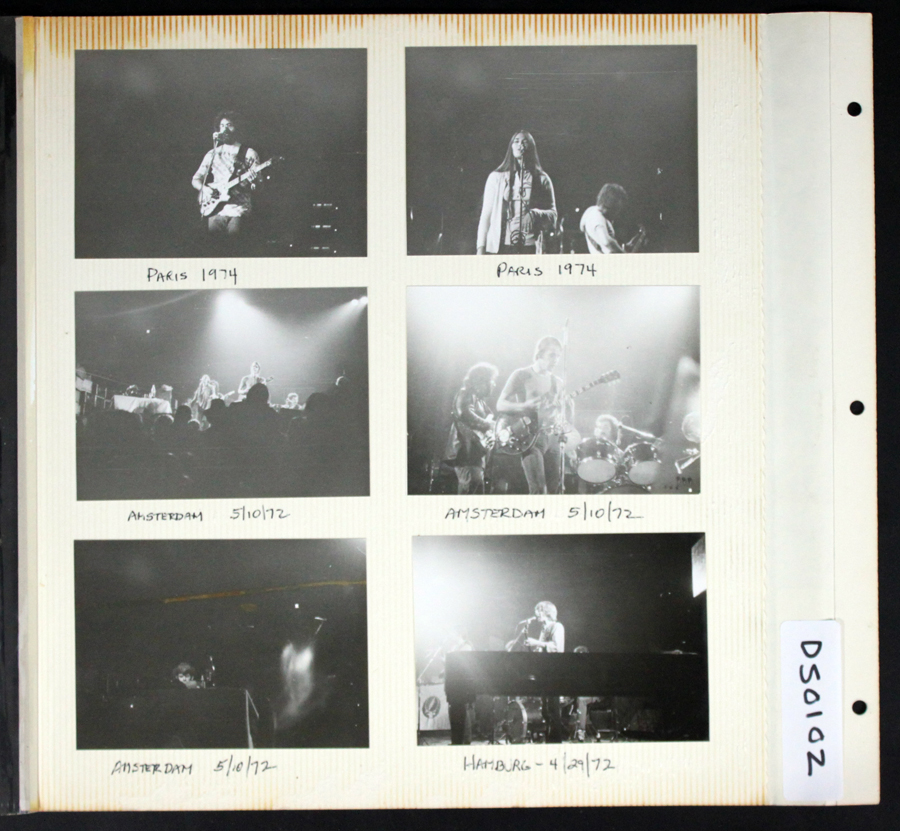 PARIS 1974
PARIS 1974
AMSTERDAM 5/10/72
AMSTERDAM 5/10/72
AMSTERDAM 5/10/72
HAMBURG - 4/29/72
DS0102